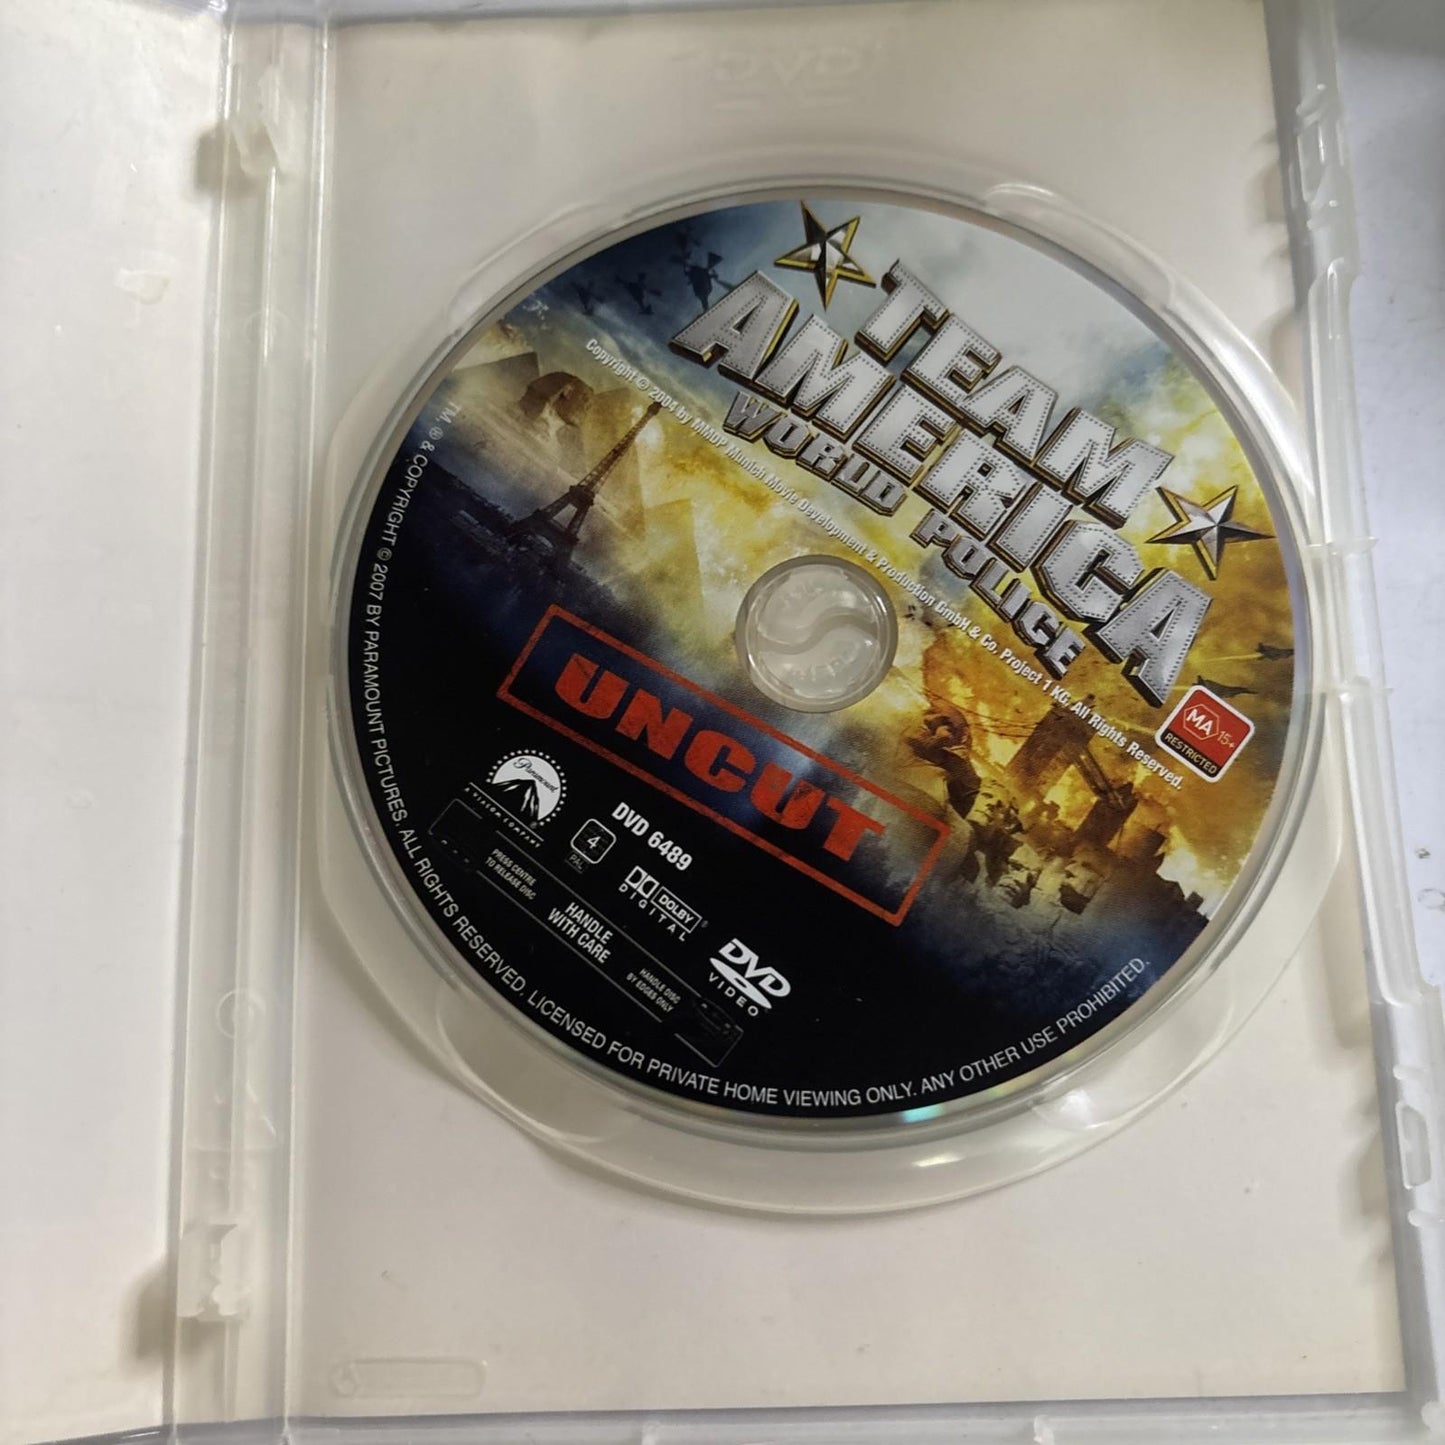 DVD
TEAM
AMERICA
WORLD POLICE
Copyright © 2004 by MMDP Munich Movie Development & Production GmbH & Co. Project 1 KG. All Rights Reserved.
MA 15+
RESTRICTED
UNCUT
Paramount
A VIACOM COMPANY
DVD 6489
4
PAL
DOLBY
DIGITAL
PRESS CENTRE
TO RELEASE DISC
HANDLE
WITH CARE
HANDLE DISC
BY EDGES ONLY
DVD
VIDEO
TM, ® & COPYRIGHT © 2007 BY PARAMOUNT PICTURES. ALL RIGHTS RESERVED. LICENSED FOR PRIVATE HOME VIEWING ONLY. ANY OTHER USE PROHIBITED.